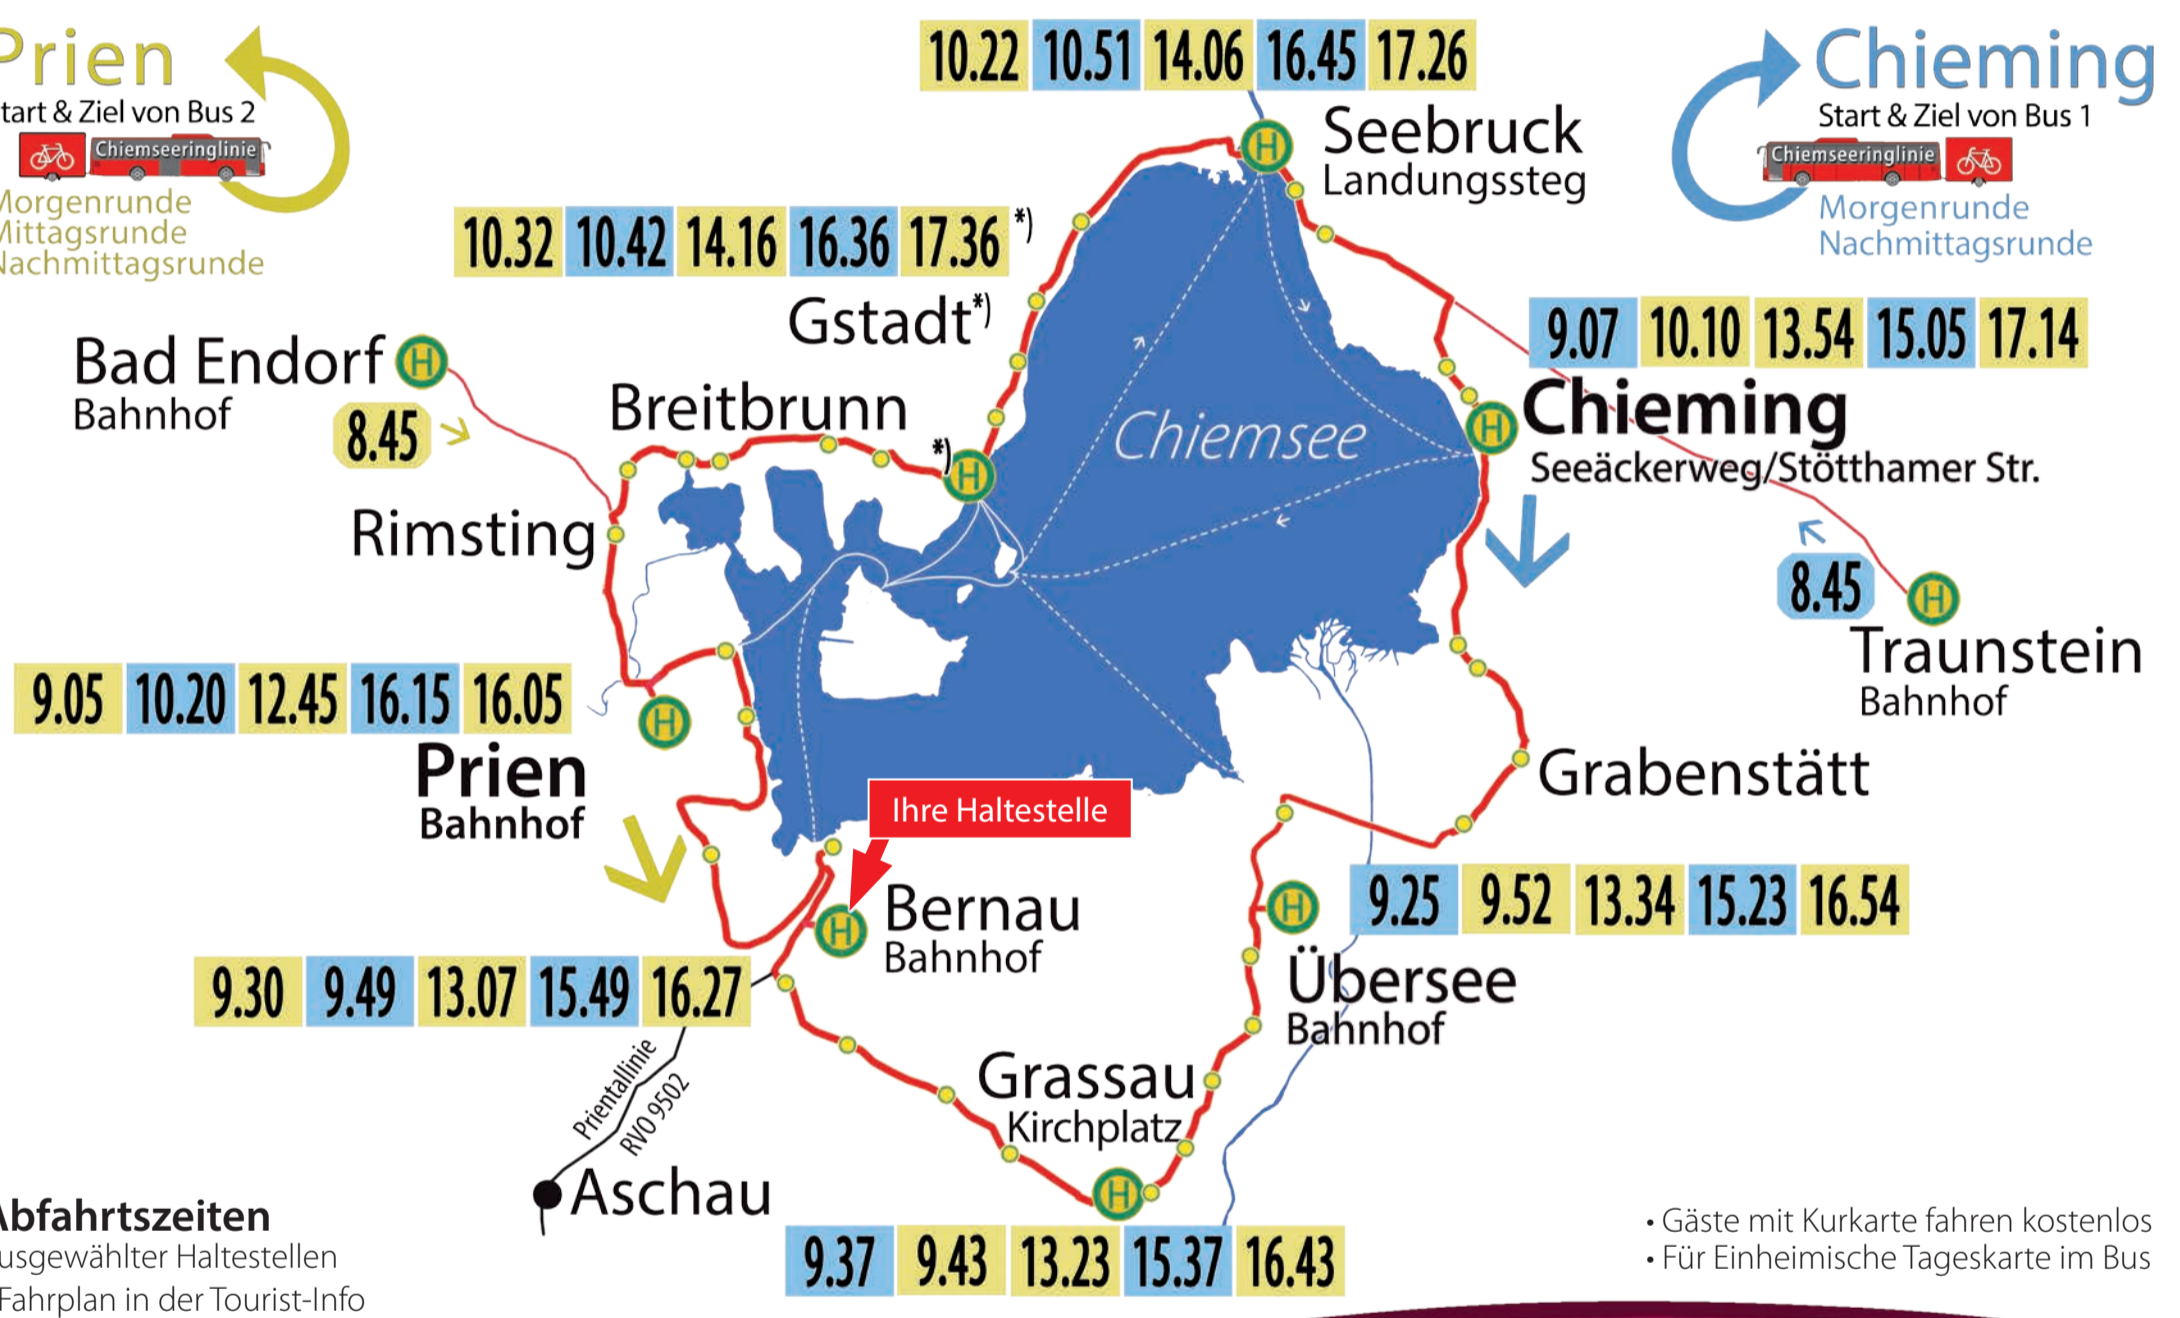 Prien
tart & Ziel von Bus 2
Chiemseeringlinie
Morgenrunde
Mittagsrunde
Nachmittagsrunde
10.22 10.51 14.06 16.45 17.26
Seebruck
Landungssteg
Chieming
Start & Ziel von Bus 1
Chiemseeringlinie
Morgenrunde
Nachmittagsrunde
10.32 10.42 14.16 16.36 17.36 *)
Gstadt*)
Bad Endorf
Bahnhof
8.45
Breitbrunn
*)
H
Rimsting
Chiemsee
9.07 10.10 13.54 15.05 17.14
Chieming
Seeäckerweg/Stötthamer Str.
8.45
Traunstein
Bahnhof
9.05 10.20 12.45 16.15 16.05
Prien
Bahnhof
Grabenstätt
Ihre Haltestelle
Bernau
Bahnhof
9.25 9.52 13.34 15.23 16.54
Übersee
Bahnhof
9.30 9.49 13.07 15.49 16.27
Prientallinie
RVO 9502
Aschau
Grassau
Kirchplatz
9.37 9.43 13.23 15.37 16.43
Abfahrtszeiten
usgewählter Haltestellen
Fahrplan in der Tourist-Info
• Gäste mit Kurkarte fahren kostenlos
• Für Einheimische Tageskarte im Bus